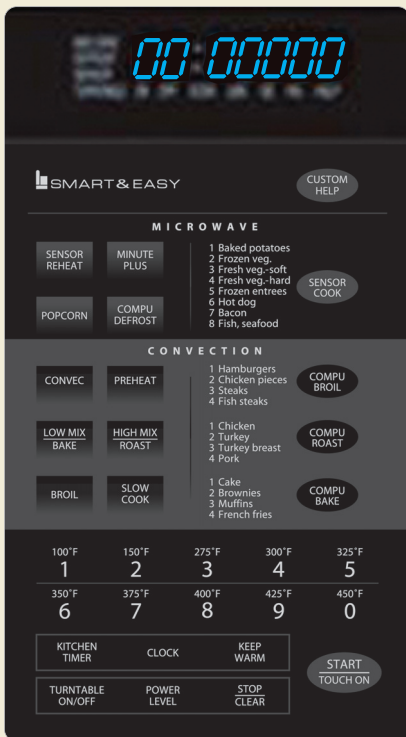 00:00000
SMART&EASY
CUSTOM
HELP
MICROWAVE
SENSOR
REHEAT
MINUTE
PLUS
POPCORN
COMPU
DEFROST
1 Baked potatoes
2 Frozen veg.
3 Fresh veg.-soft
4 Fresh veg.-hard
5 Frozen entrees
6 Hot dog
7 Bacon
8 Fish, seafood
SENSOR
COOK
CONVECTION
CONVEC
PREHEAT
LOW MIX
BAKE
HIGH MIX
ROAST
BROIL
SLOW
COOK
1 Hamburgers
2 Chicken pieces
3 Steaks
4 Fish steaks
COMPU
BROIL
1 Chicken
2 Turkey
3 Turkey breast
4 Pork
COMPU
ROAST
1 Cake
2 Brownies
3 Muffins
4 French fries
COMPU
BAKE
100°F 150°F 275°F 300°F 325°F
1 2 3 4 5
350°F 375°F 400°F 425°F 450°F
6 7 8 9 0
KITCHEN
TIMER
CLOCK
KEEP
WARM
TURNTABLE
ON/OFF
POWER
LEVEL
STOP
CLEAR
START
TOUCH ON